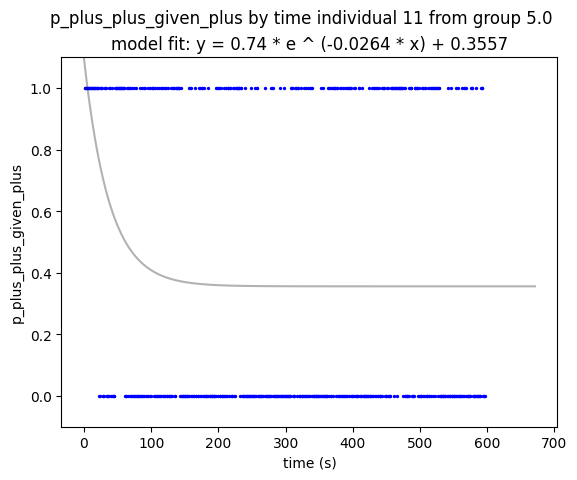 p_plus_plus_given_plus by time individual 11 from group 5.0
model fit: y = 0.74 * e ^ (-0.0264 * x) + 0.3557
p_plus_plus_given_plus
1.0
0.8
0.6
0.4
0.2
0.0
0 100 200 300 400 500 600 700
time (s)